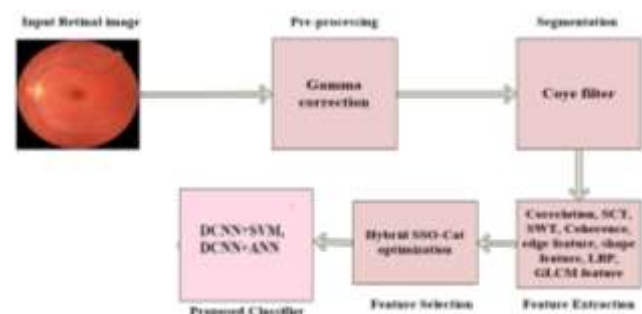 Input Retinal image
Pre-processing
Segmentation
Gamma
correction
Coye filter
DCNN+SVM,
DCNN+ANN
Hybrid SSO-Cat
optimization
Correlation, SCT,
SWT, Coherence,
edge feature, shape
feature, LBP,
GLCM feature
Proposed Classifier
Feature Selection
Feature Extraction